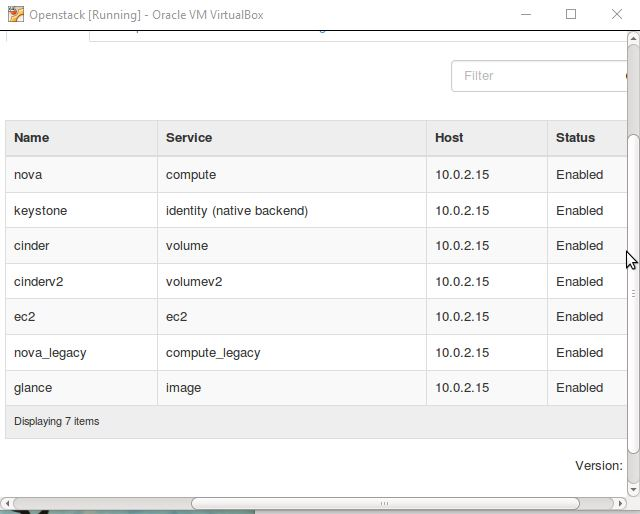 Openstack [Running] - Oracle VM VirtualBox
Filter
Name Service Host Status
nova compute 10.0.2.15 Enabled
keystone identity (native backend) 10.0.2.15 Enabled
cinder volume 10.0.2.15 Enabled
cinderv2 volumev2 10.0.2.15 Enabled
ec2 ec2 10.0.2.15 Enabled
nova_legacy compute_legacy 10.0.2.15 Enabled
glance image 10.0.2.15 Enabled
Displaying 7 items
Version: